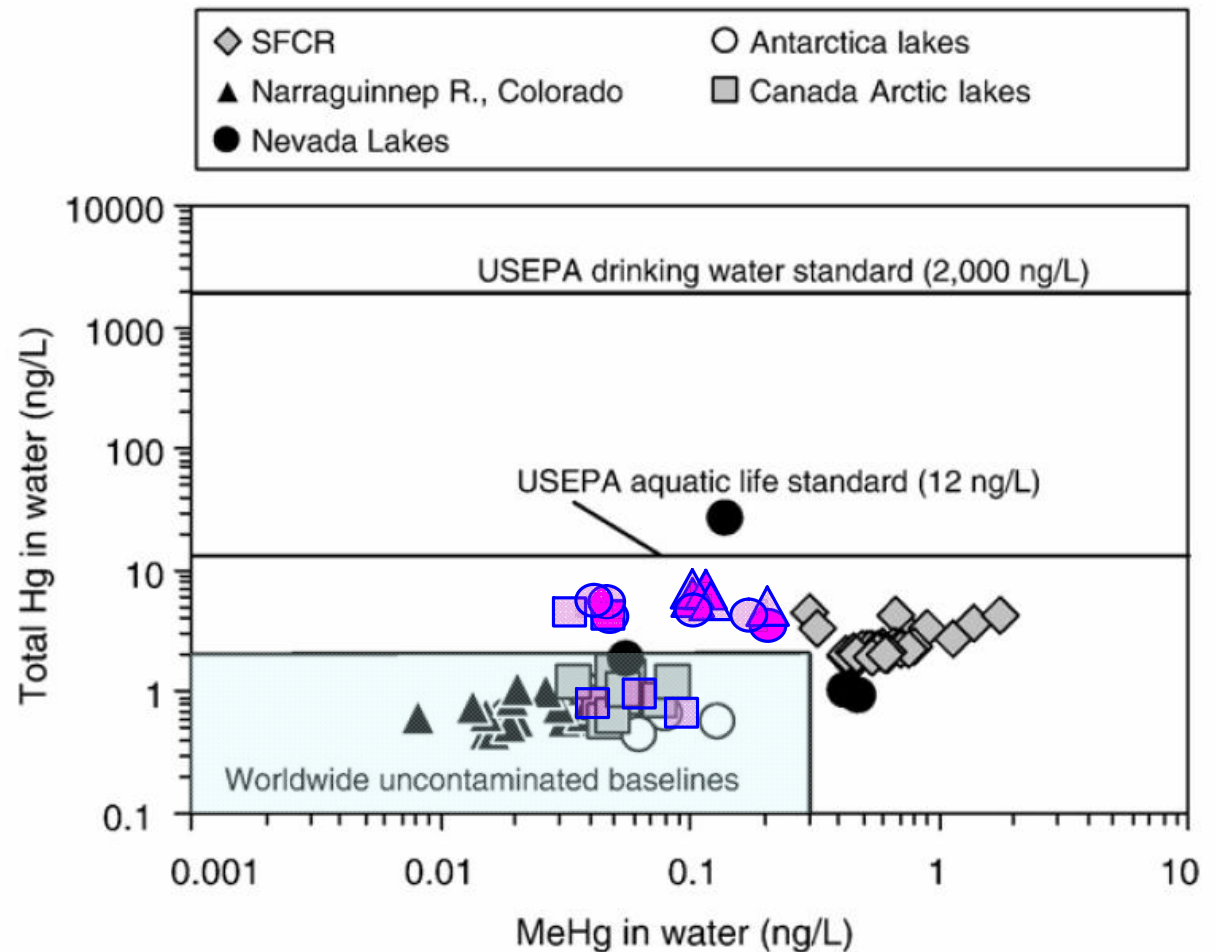 SFCR
Antarctica lakes
Narraguinnep R., Colorado
Canada Arctic lakes
Nevada Lakes
10000
USEPA drinking water standard (2,000 ng/L)
1000
100
USEPA aquatic life standard (12 ng/L)
10
1
Worldwide uncontaminated baselines
0.1
Total Hg in water (ng/L)
0.001 0.01 0.1 1 10
MeHg in water (ng/L)